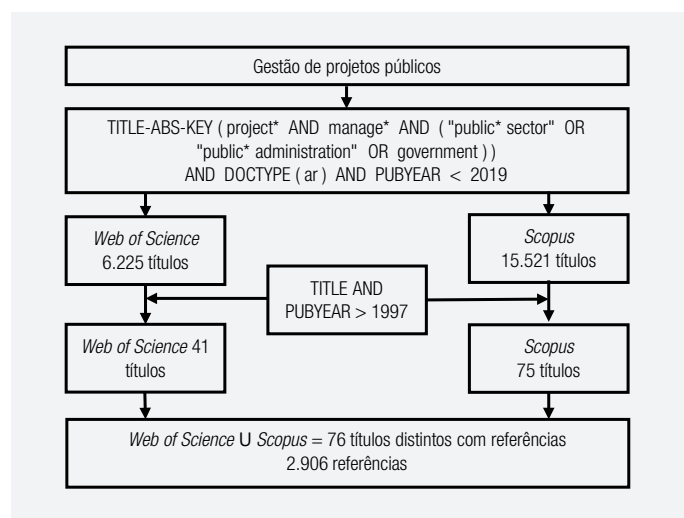 Gestão de projetos públicos
TITLE-ABS-KEY ( project* AND manage* AND ( "public* sector" OR
"public* administration" OR government ) )
AND DOCTYPE ( ar ) AND PUBYEAR < 2019
Web of Science
6.225 títulos
Scopus
15.521 títulos
TITLE AND
PUBYEAR > 1997
Web of Science 41
títulos
Scopus
75 títulos
Web of Science U Scopus = 76 títulos distintos com referências
2.906 referências